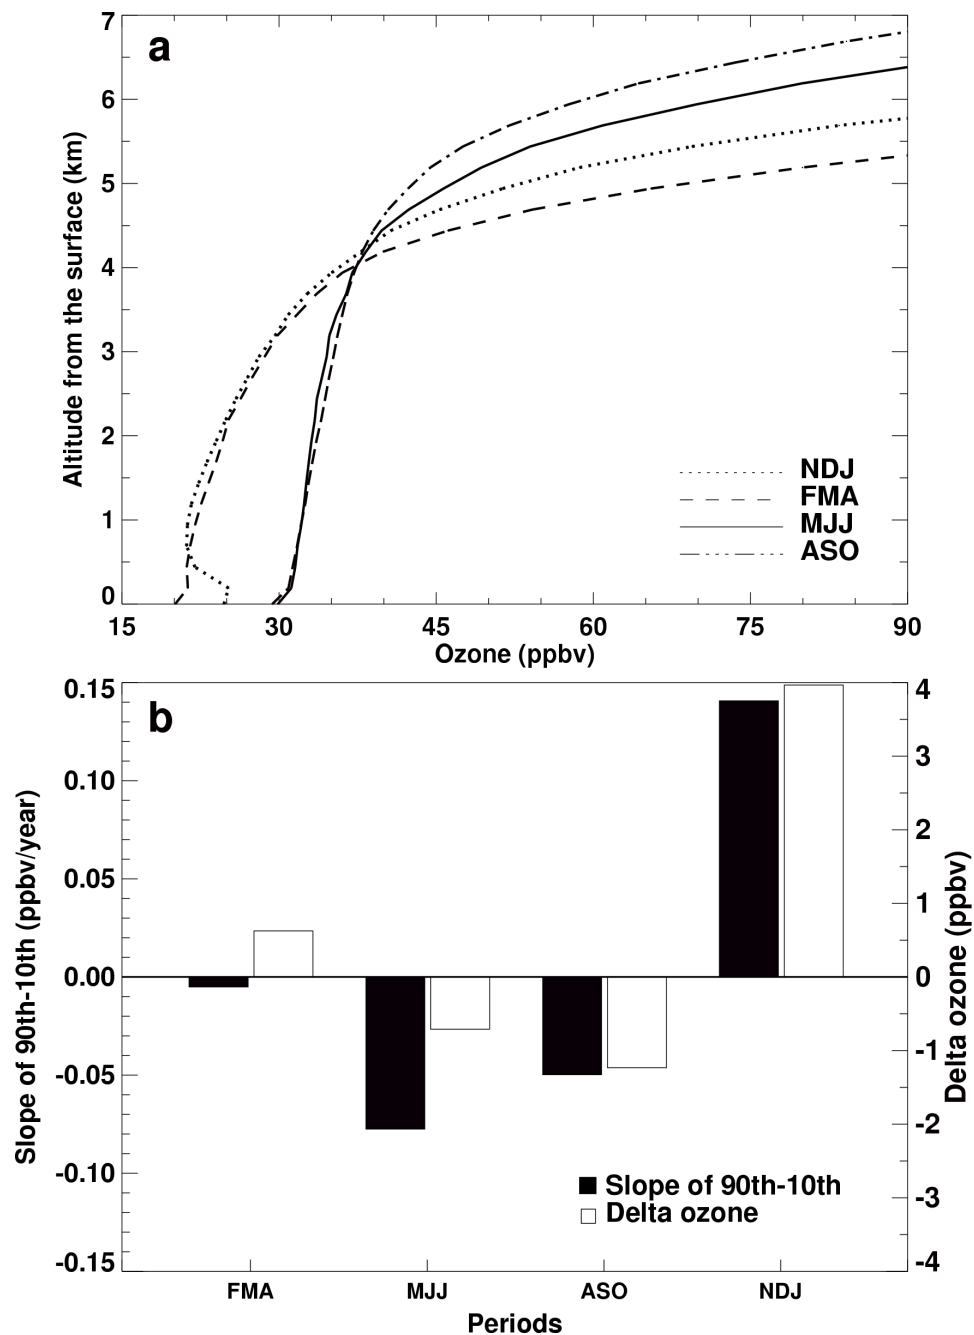 a
7
6
5
4
3
2
1
0
Altitude from the surface (km)
NDJ
FMA
MJJ
ASO
15 30 45 60 75 90
Ozone (ppbv)
b
0.15
0.10
0.05
0.00
-0.05
-0.10
-0.15
Slope of 90th-10th (ppbv/year)
4
3
2
1
0
-1
-2
-3
-4
Delta ozone (ppbv)
Slope of 90th-10th
Delta ozone
FMA MJJ ASO NDJ
Periods